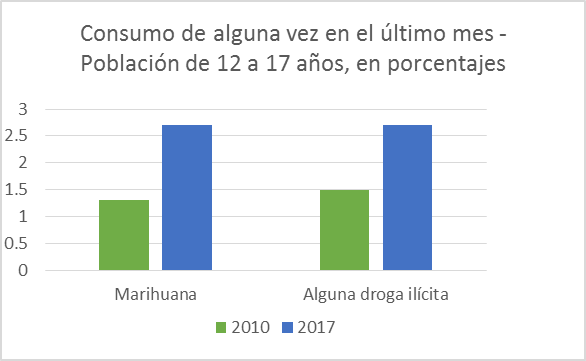 Consumo de alguna vez en el último mes -
Población de 12 a 17 años, en porcentajes
3
2.5
2
1.5
1
0.5
0
Marihuana Alguna droga ilícita
2010 2017